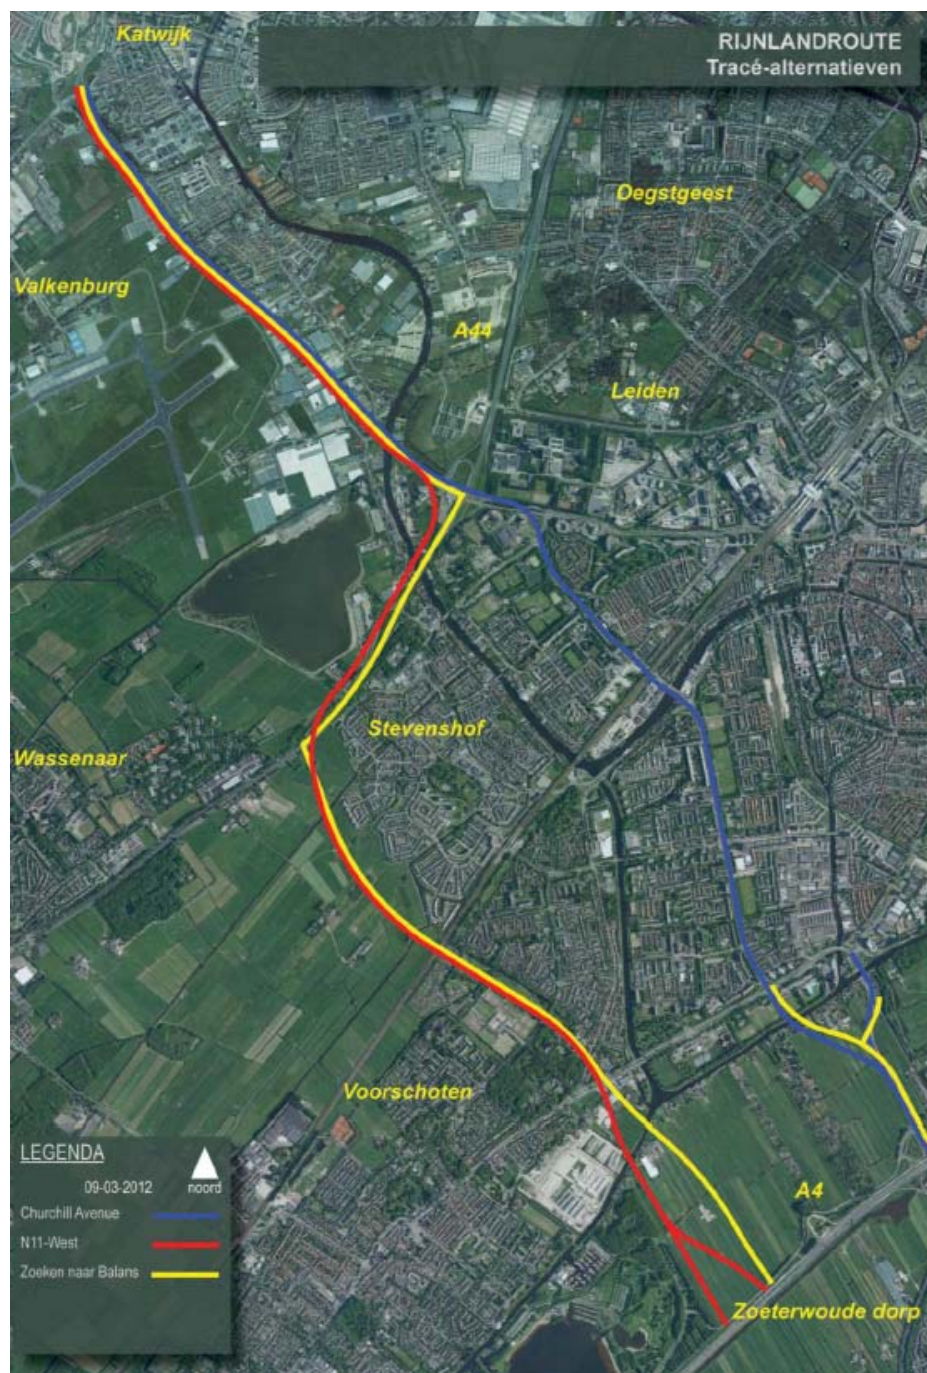 Katwijk
RIJNLANDROUTE
Tracé-alternatieven
Oegstgeest
Valkenburg
A44
Leiden
Stevenshof
Wassenaar
Voorschoten
LEGENDA
09-03-2012
noord
Churchill Avenue
N11-West
Zoeken naar Balans
A4
Zoeterwoude dorp